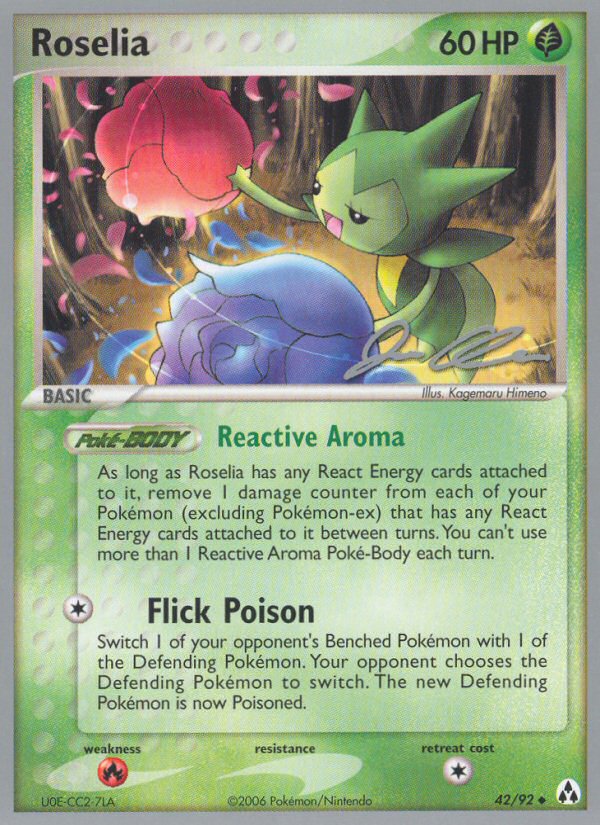 Roselia
60 HP
BASIC
Illus. Kagemaru Himeno
Poké-BODY Reactive Aroma
As long as Roselia has any React Energy cards attached
to it, remove 1 damage counter from each of your
Pokémon (excluding Pokémon-ex) that has any React
Energy cards attached to it between turns. You can't use
more than 1 Reactive Aroma Poké-Body each turn.
Flick Poison
Switch 1 of your opponent's Benched Pokémon with 1 of
the Defending Pokémon. Your opponent chooses the
Defending Pokémon to switch. The new Defending
Pokémon is now Poisoned.
weakness resistance retreat cost
U0E-CC2-7LA ©2006 Pokémon/Nintendo 42/92